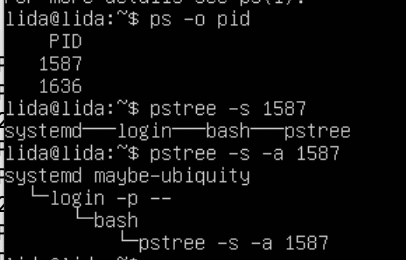 lida@lida:~$ ps -o pid
    PID
   1587
   1636
lida@lida:~$ pstree -s 1587
systemd───login───bash───pstree
lida@lida:~$ pstree -s -a 1587
systemd maybe-ubiquity
  └─login -p --
      └─bash
          └─pstree -s -a 1587